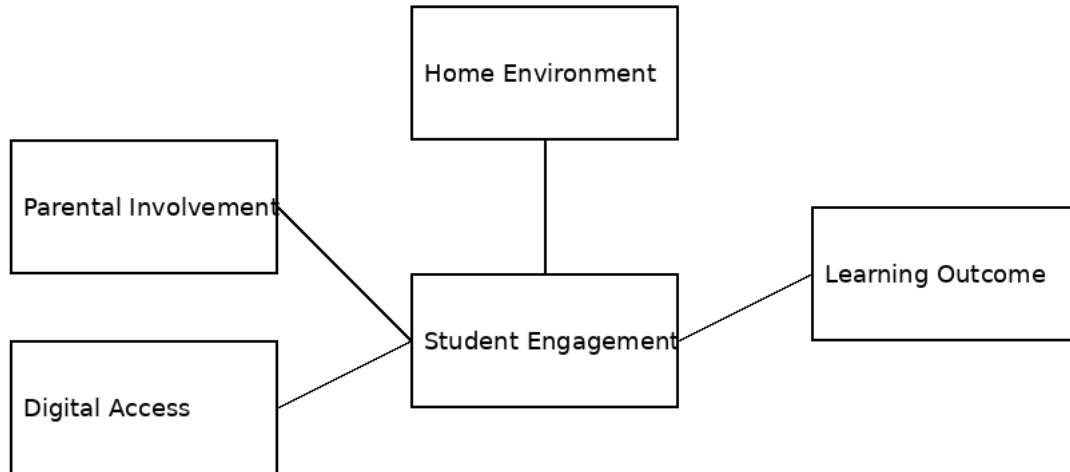 Home Environment
Parental Involvement
Learning Outcome
Student Engagement
Digital Access